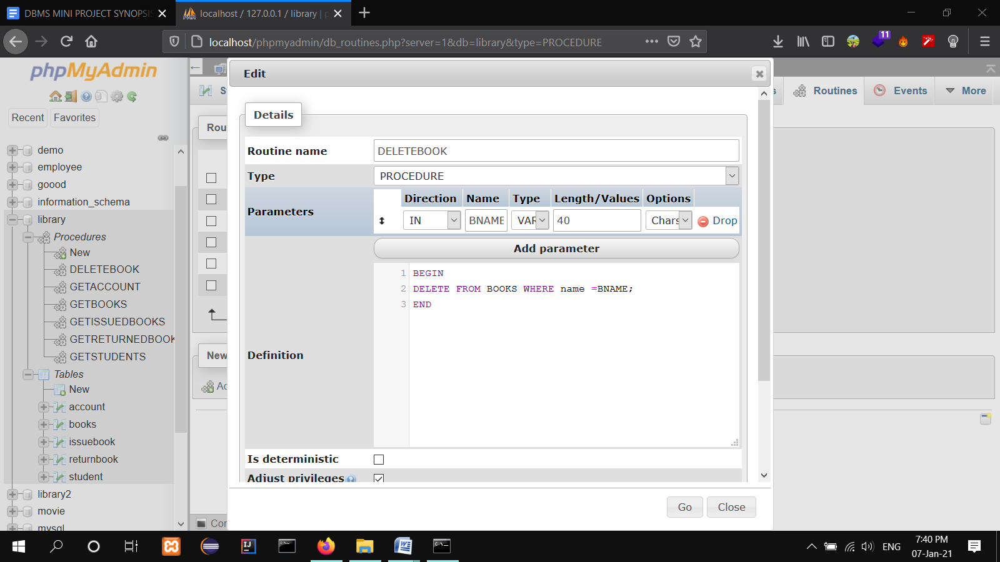 DBMS MINI PROJECT SYNOPSIS
localhost / 127.0.0.1 / library | p
localhost/phpmyadmin/db_routines.php?server=1&db=library&type=PROCEDURE
11
phpMyAdmin
Recent
Favorites
demo
employee
goood
information_schema
library
Procedures
New
DELETEBOOK
GETACCOUNT
GETBOOKS
GETISSUEDBOOKS
GETRETURNEDBOOK
GETSTUDENTS
Tables
New
account
books
issuebook
returnbook
student
library2
movie
mysql
Routines
Events
More
Rou
New
Ad
Con
Edit
Details
Routine name
DELETEBOOK
Type
PROCEDURE
Parameters
Direction Name Type Length/Values Options
IN BNAME VAR 40 Chars Drop
Add parameter
Definition
1 BEGIN
2 DELETE FROM BOOKS WHERE name =BNAME;
3 END
Is deterministic
Adjust privileges
Go
Close
ENG
7:40 PM
07-Jan-21